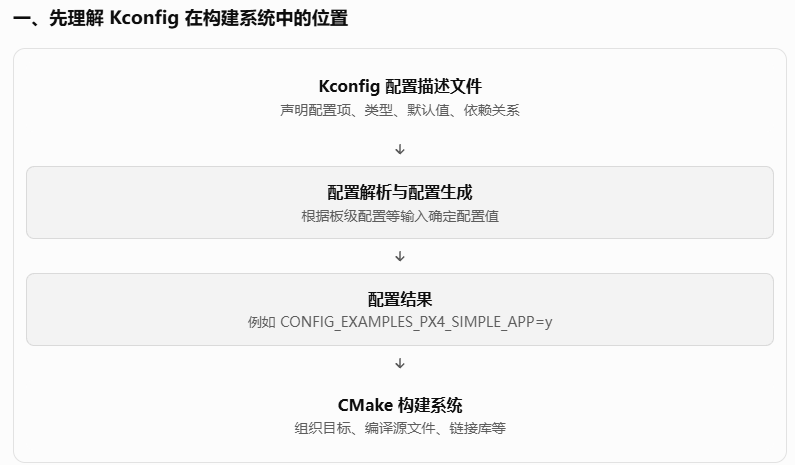 一、先理解 Kconfig 在构建系统中的位置
Kconfig 配置描述文件
声明配置项、类型、默认值、依赖关系
↓
配置解析与配置生成
根据板级配置等输入确定配置值
↓
配置结果
例如 CONFIG_EXAMPLES_PX4_SIMPLE_APP=y
↓
CMake 构建系统
组织目标、编译源文件、链接库等